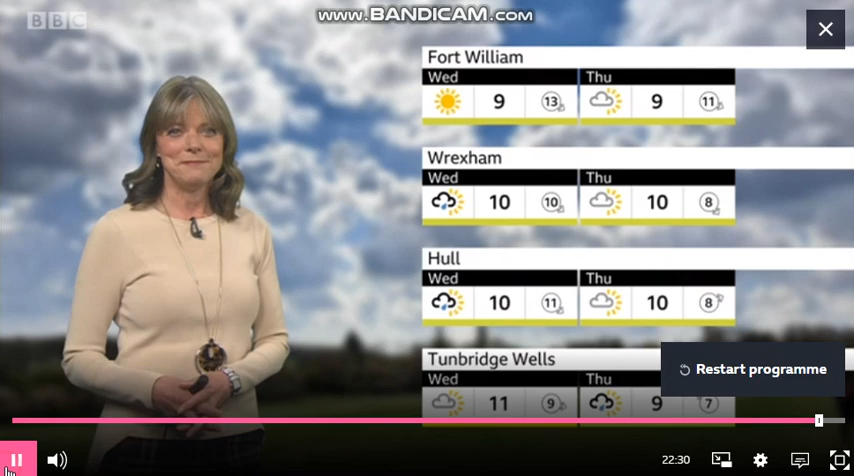 BBC
www.BANDICAM.com
Fort William
Wed Thu
9 13 9 11
Wrexham
Wed Thu
10 10 10 8
Hull
Wed Thu
10 11 10 8
Tunbridge Wells
Wed Thu
11 9 9 7
Restart programme
22:30